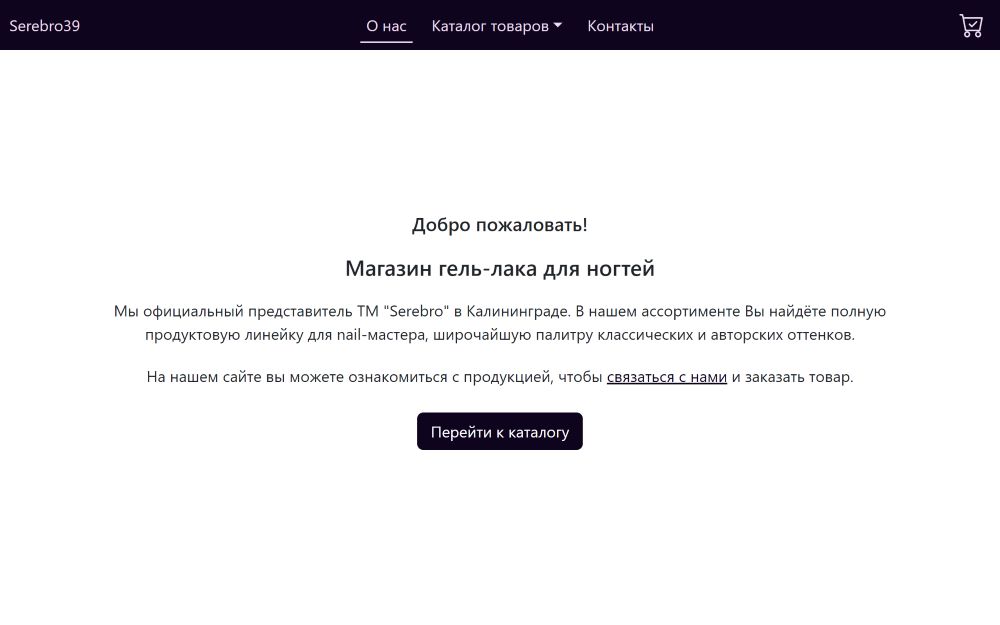 Serebro39
О нас
Каталог товаров
Контакты
Добро пожаловать!
Магазин гель-лака для ногтей
Мы официальный представитель ТМ "Serebro" в Калининграде. В нашем ассортименте Вы найдёте полную
продуктовую линейку для nail-мастера, широчайшую палитру классических и авторских оттенков.
На нашем сайте вы можете ознакомиться с продукцией, чтобы связаться с нами и заказать товар.
Перейти к каталогу